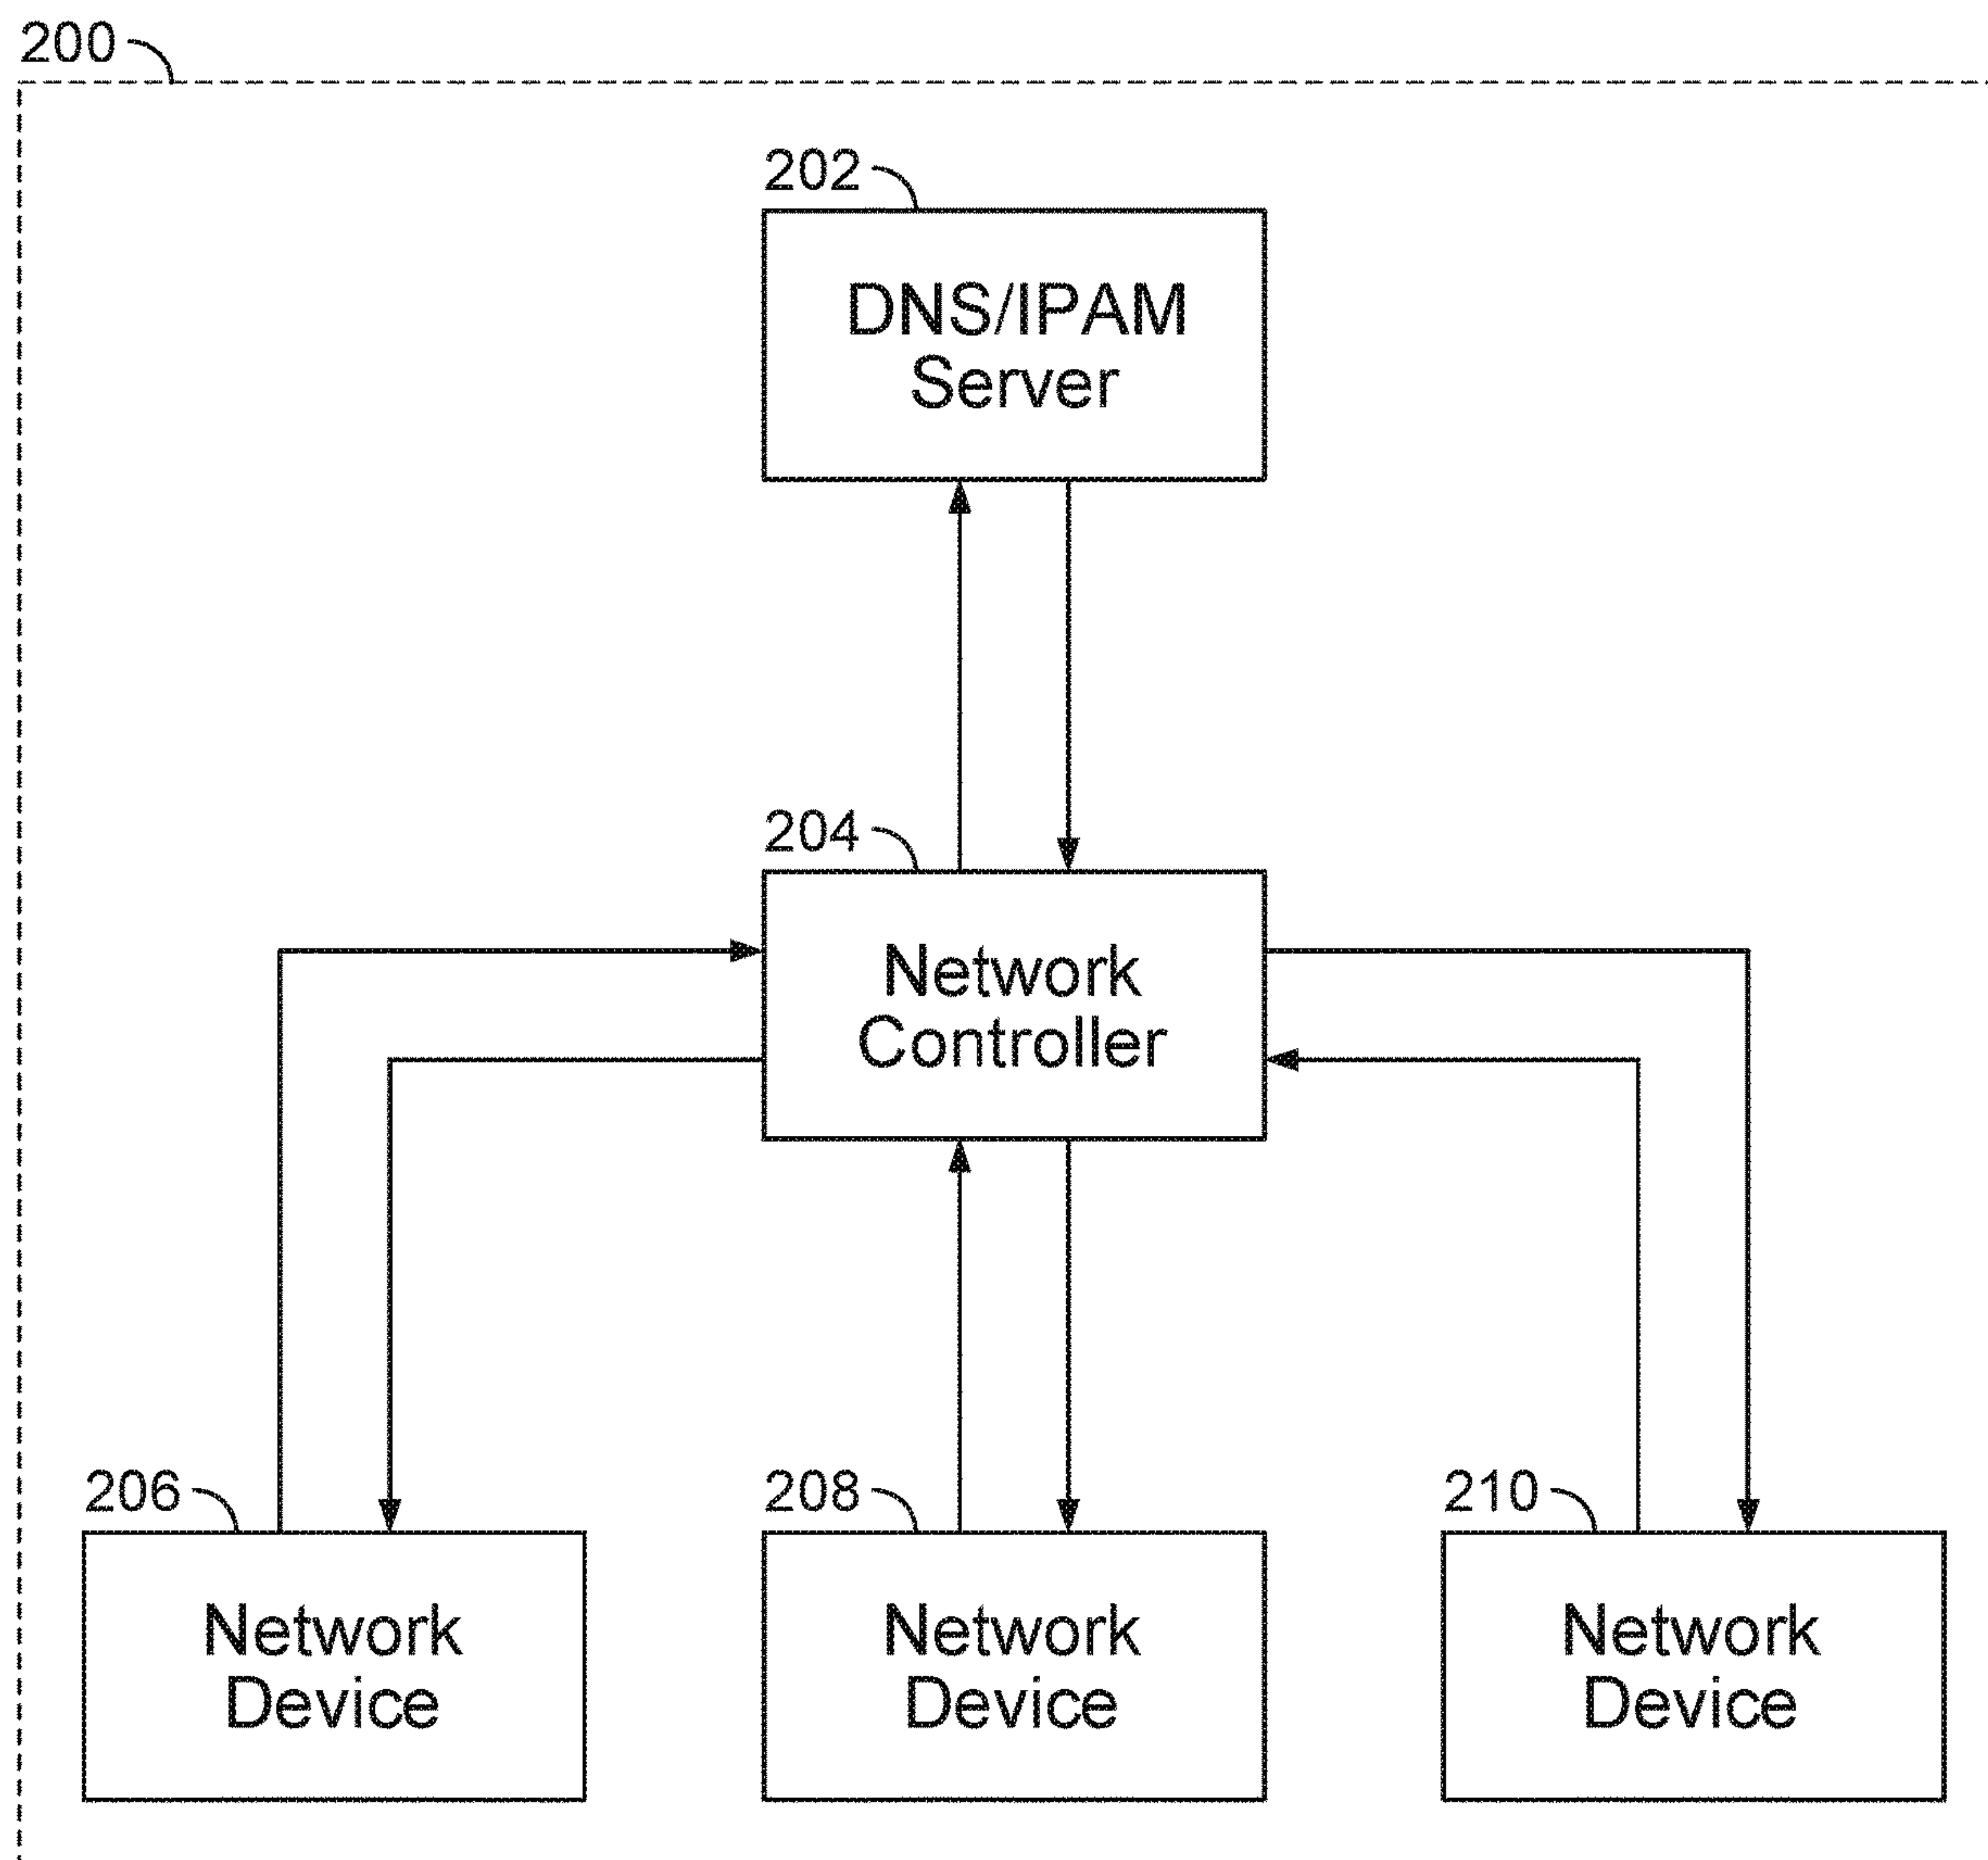 200
202
DNS/IPAM
Server
204
Network
Controller
206
Network
Device
208
Network
Device
210
Network
Device